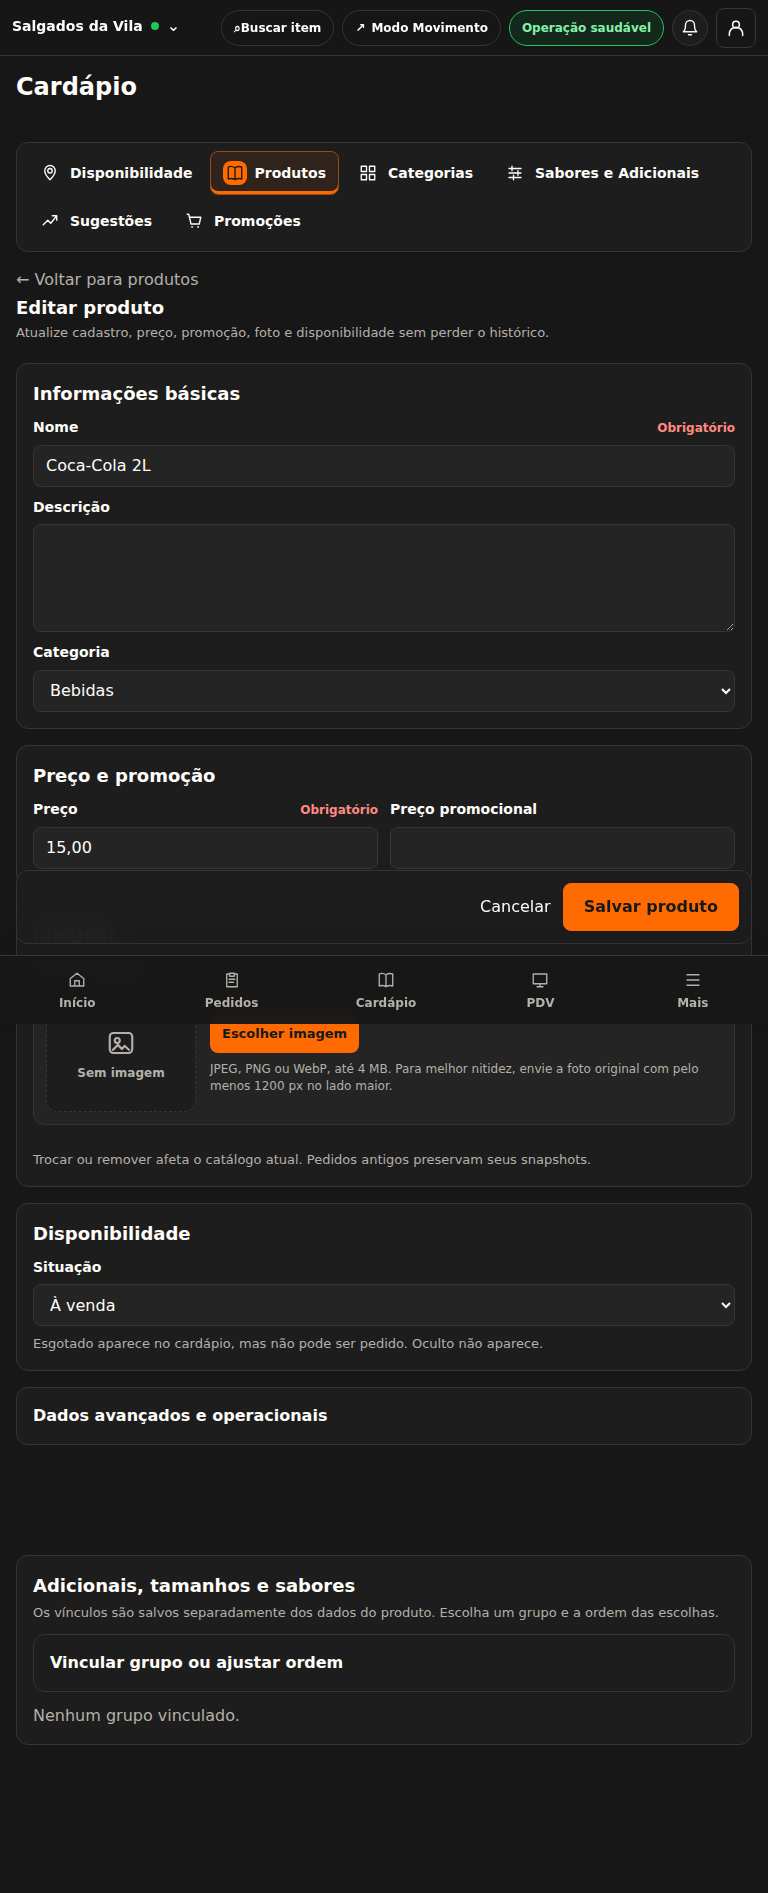 Salgados da Vila
Buscar item
↗ Modo Movimento
Operação saudável
Cardápio
Disponibilidade
Produtos
Categorias
Sabores e Adicionais
Sugestões
Promoções
← Voltar para produtos
Editar produto
Atualize cadastro, preço, promoção, foto e disponibilidade sem perder o histórico.
Informações básicas
Nome
Obrigatório
Coca-Cola 2L
Descrição
Categoria
Bebidas
Preço e promoção
Preço
Obrigatório
Preço promocional
15,00
Cancelar
Salvar produto
Início
Pedidos
Cardápio
PDV
Mais
Sem imagem
Escolher imagem
JPEG, PNG ou WebP, até 4 MB. Para melhor nitidez, envie a foto original com pelo
menos 1200 px no lado maior.
Trocar ou remover afeta o catálogo atual. Pedidos antigos preservam seus snapshots.
Disponibilidade
Situação
À venda
Esgotado aparece no cardápio, mas não pode ser pedido. Oculto não aparece.
Dados avançados e operacionais
Adicionais, tamanhos e sabores
Os vínculos são salvos separadamente dos dados do produto. Escolha um grupo e a ordem das escolhas.
Vincular grupo ou ajustar ordem
Nenhum grupo vinculado.